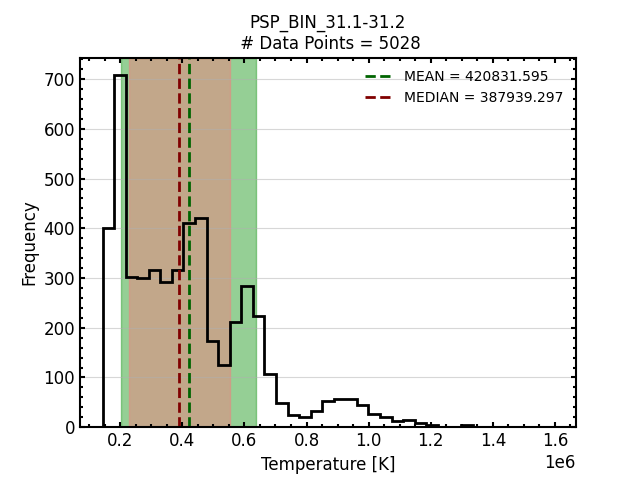 PSP_BIN_31.1-31.2
# Data Points = 5028
MEAN = 420831.595
MEDIAN = 387939.297
Frequency
700
600
500
400
300
200
100
0
0.2 0.4 0.6 0.8 1.0 1.2 1.4 1.6
1e6
Temperature [K]